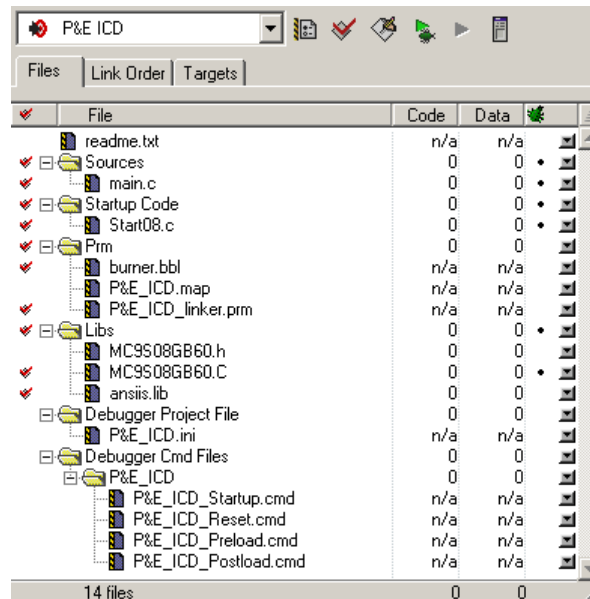 P&E ICD
Files Link Order Targets
File Code Data
readme.txt n/a n/a
Sources 0 0
main.c 0 0
Startup Code 0 0
Start08.c 0 0
Prm 0 0
burner.bbl n/a n/a
P&E_ICD.map n/a n/a
P&E_ICD_linker.prm n/a n/a
Libs 0 0
MC9S08GB60.h 0 0
MC9S08GB60.C 0 0
ansiis.lib 0 0
Debugger Project File 0 0
P&E_ICD.ini n/a n/a
Debugger Cmd Files 0 0
P&E_ICD 0 0
P&E_ICD_Startup.cmd n/a n/a
P&E_ICD_Reset.cmd n/a n/a
P&E_ICD_Preload.cmd n/a n/a
P&E_ICD_Postload.cmd n/a n/a
14 files 0 0